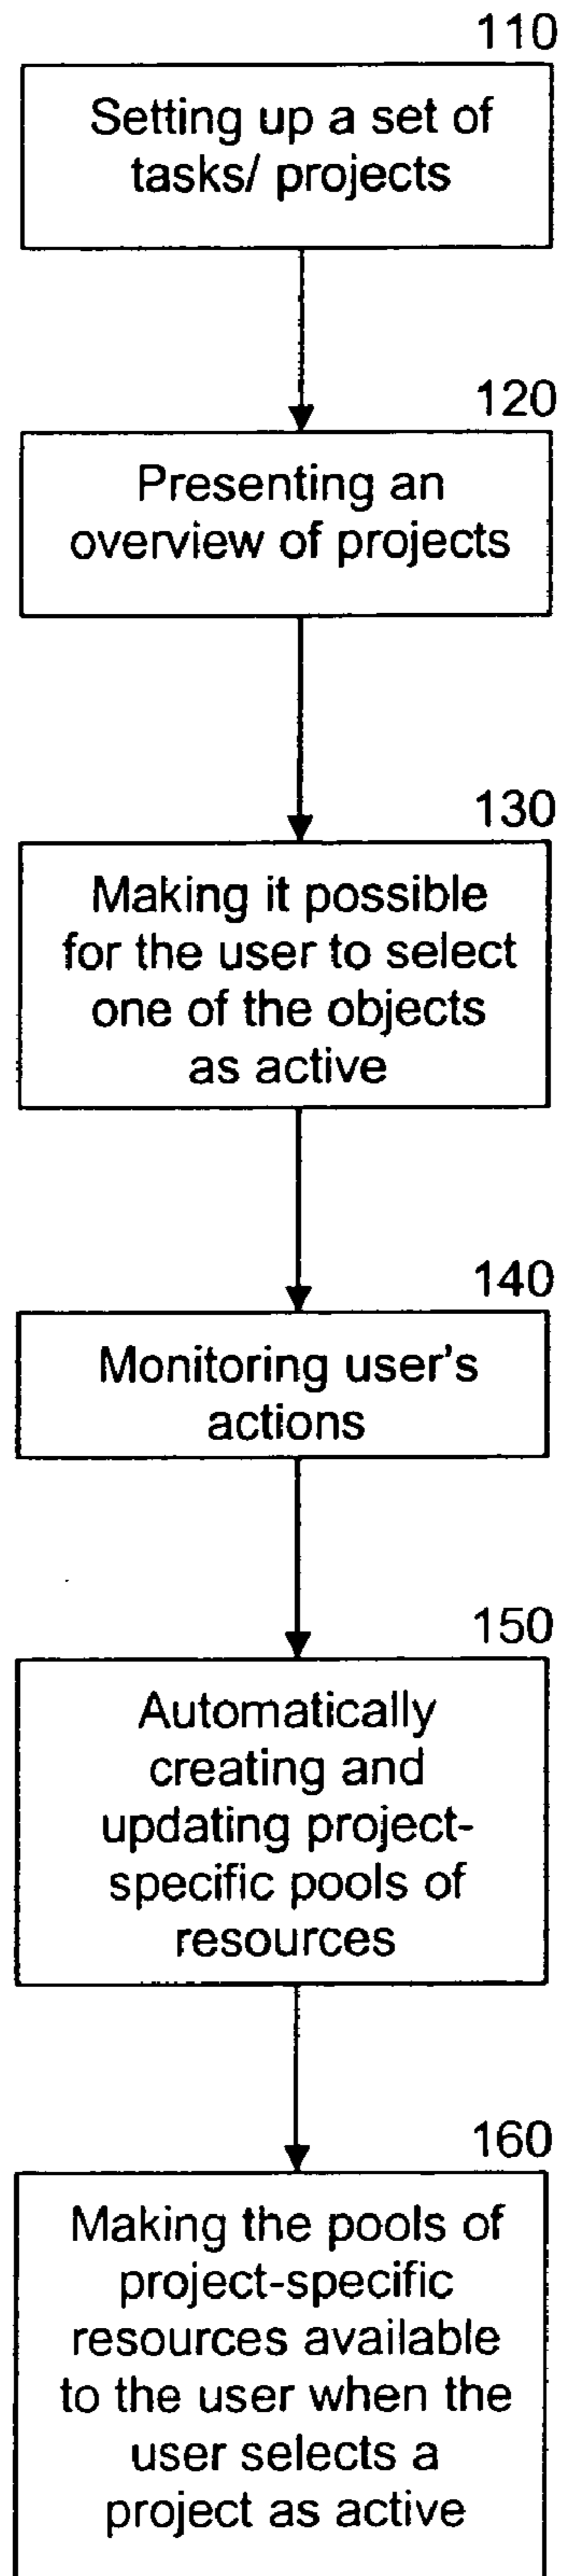 110
Setting up a set of
tasks/ projects
120
Presenting an
overview of projects
130
Making it possible
for the user to select
one of the objects
as active
140
Monitoring user's
actions
150
Automatically
creating and
updating project-
specific pools of
resources
160
Making the pools of
project-specific
resources available
to the user when the
user selects a
project as active